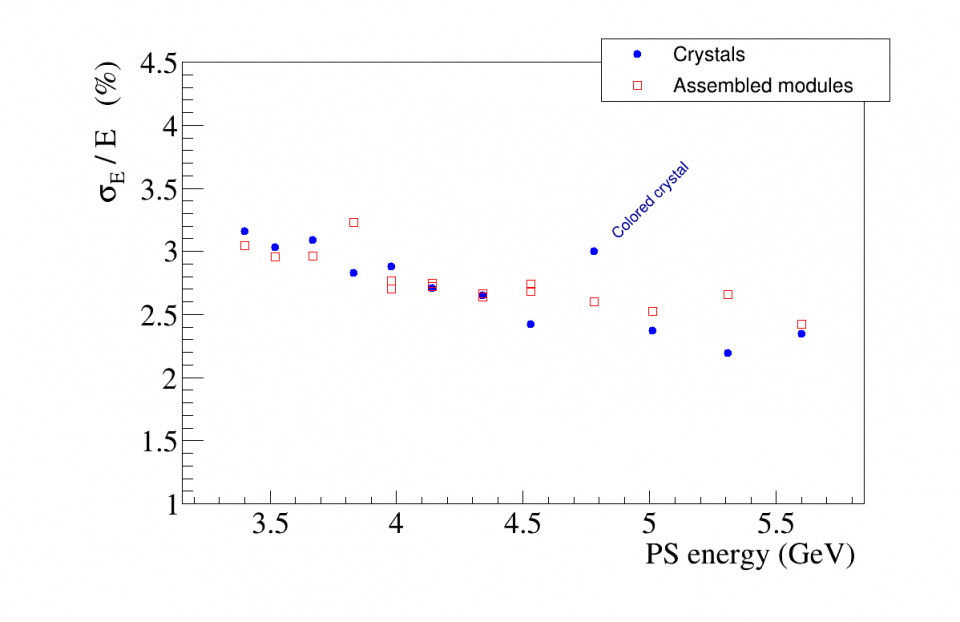 Crystals
Assembled modules
σE / E (%)
4.5
4
3.5
3
2.5
2
1.5
1
Colored crystal
3.5 4 4.5 5 5.5
PS energy (GeV)